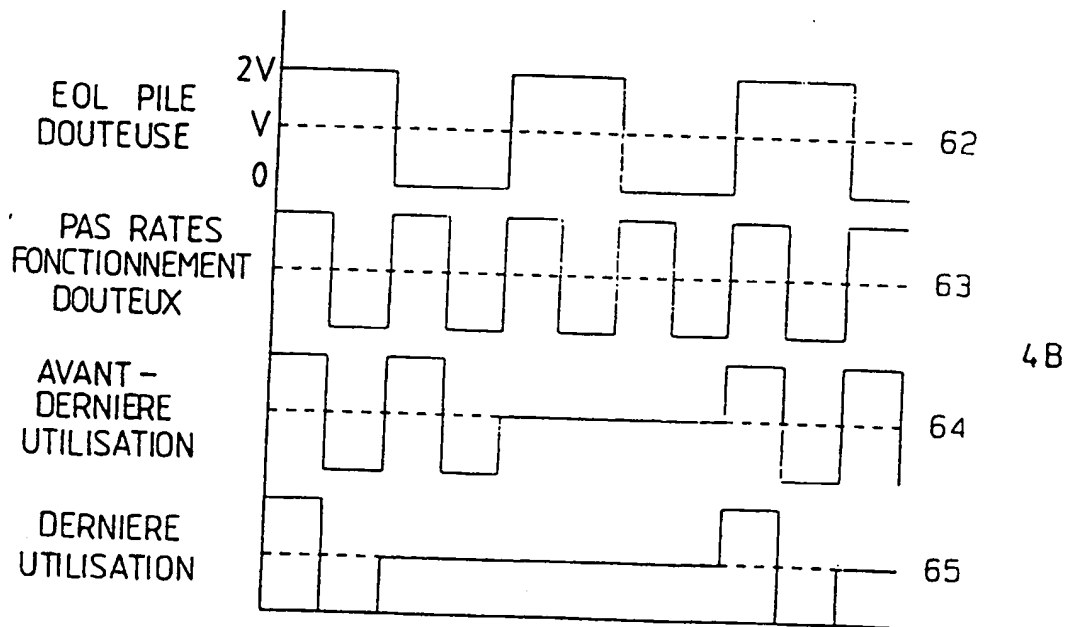 EOL PILE
DOUTEUSE
2V
V
0
62
PAS RATES
FONCTIONNEMENT
DOUTEUX
63
4B
AVANT-
DERNIERE
UTILISATION
64
DERNIERE
UTILISATION
65